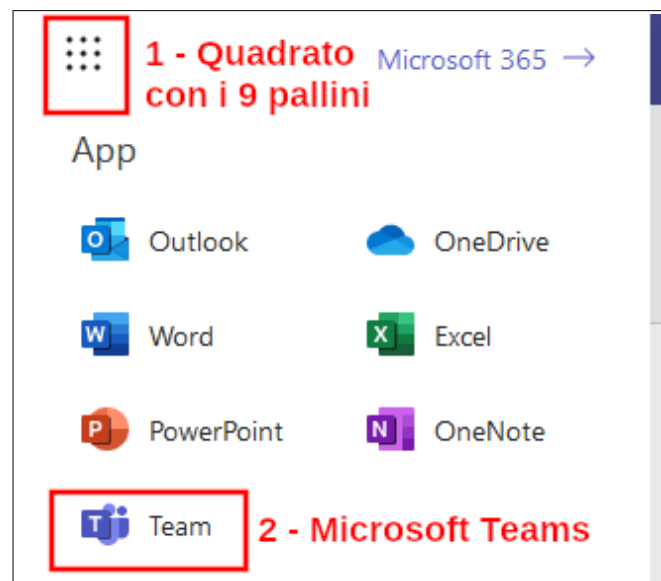 1 - Quadrato
con i 9 pallini
Microsoft 365 →
App
Outlook
OneDrive
Word
Excel
PowerPoint
OneNote
Team
2 - Microsoft Teams